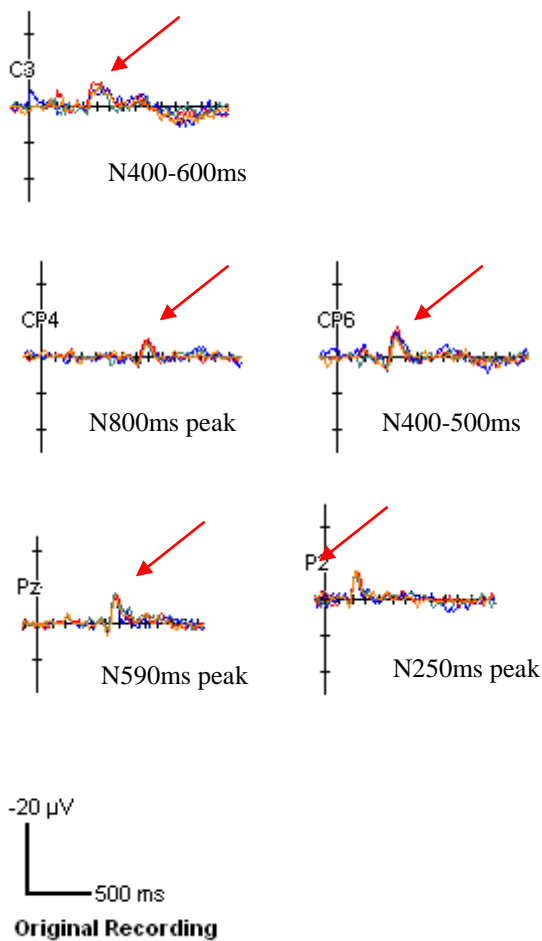 C3
N400-600ms
CP4
CP6
N800ms peak
N400-500ms
Pz
P2
N590ms peak
N250ms peak
-20 µV
500 ms
Original Recording